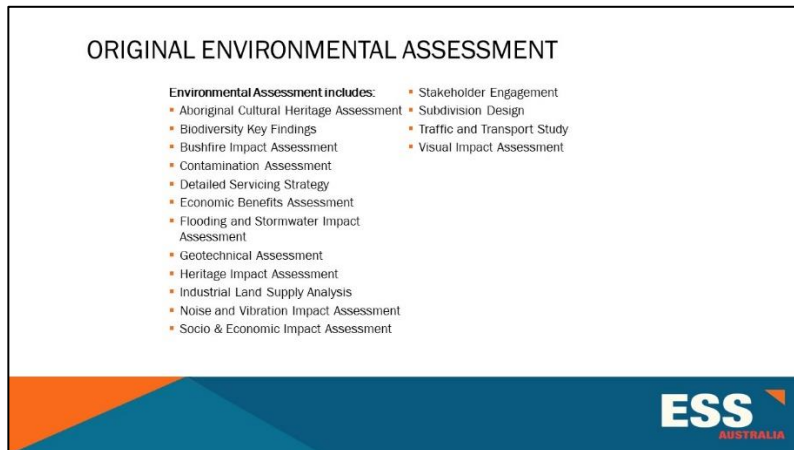 ORIGINAL ENVIRONMENTAL ASSESSMENT
Environmental Assessment includes:
Aboriginal Cultural Heritage Assessment
Biodiversity Key Findings
Bushfire Impact Assessment
Contamination Assessment
Detailed Servicing Strategy
Economic Benefits Assessment
Flooding and Stormwater Impact
Assessment
Geotechnical Assessment
Heritage Impact Assessment
Industrial Land Supply Analysis
Noise and Vibration Impact Assessment
Socio & Economic Impact Assessment
Stakeholder Engagement
Subdivision Design
Traffic and Transport Study
Visual Impact Assessment
ESS
AUSTRALIA